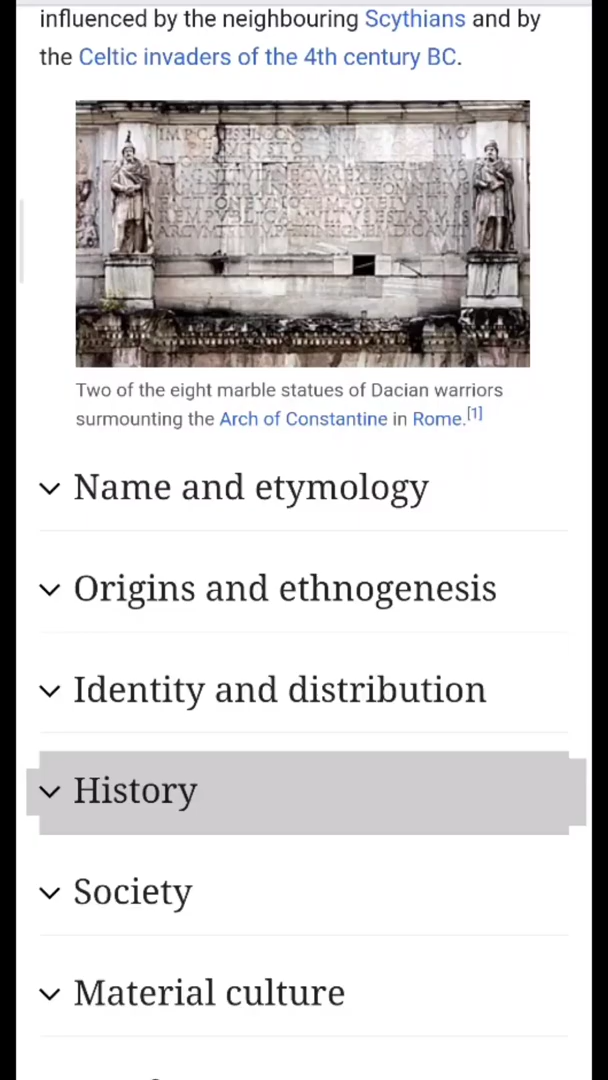 influenced by the neighbouring Scythians and by
the Celtic invaders of the 4th century BC.
Two of the eight marble statues of Dacian warriors
surmounting the Arch of Constantine in Rome.[1]
Name and etymology
Origins and ethnogenesis
Identity and distribution
History
Society
Material culture